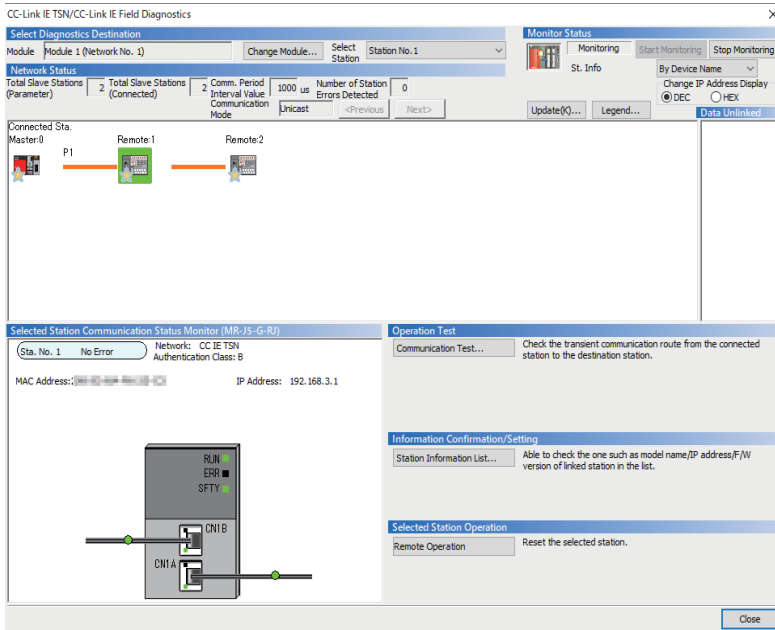 CC-Link IE TSN/CC-Link IE Field Diagnostics
Select Diagnostics Destination
Module Module 1 (Network No. 1) Change Module... Select Station Station No.1
Monitor Status
Monitoring Start Monitoring Stop Monitoring
St. Info By Device Name
Change IP Address Display
DEC HEX
Update(K)... Legend...
Network Status
Total Slave Stations (Parameter) 2 Total Slave Stations (Connected) 2 Comm. Period Interval Value 1000 us Number of Station Errors Detected 0
Communication Mode Unicast <Previous Next>
Data Unlinked
Connected Sta.
Master:0 Remote:1 Remote:2
P1
Selected Station Communication Status Monitor (MR-J5-G-RJ)
Sta. No. 1 No Error Network: CC IE TSN
Authentication Class: B
MAC Address: IP Address: 192.168.3.1
RUN
ERR
SFTY
CN1B
CN1A
Operation Test
Communication Test... Check the transient communication route from the connected
station to the destination station.
Information Confirmation/Setting
Station Information List... Able to check the one such as model name/IP address/F/W
version of linked station in the list.
Selected Station Operation
Remote Operation Reset the selected station.
Close